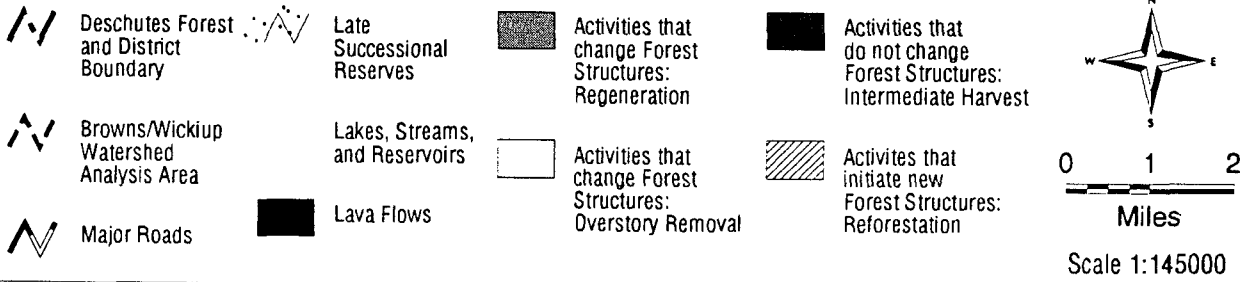 Deschutes Forest
and District
Boundary
Browns/Wickiup
Watershed
Analysis Area
Major Roads
Late
Successional
Reserves
Lakes, Streams,
and Reservoirs
Lava Flows
Activities that
change Forest
Structures:
Regeneration
Activities that
change Forest
Structures:
Overstory Removal
Activities that
do not change
Forest Structures:
Intermediate Harvest
Activites that
initiate new
Forest Structures:
Reforestation
N
W E
S
0 1 2
Miles
Scale 1:145000